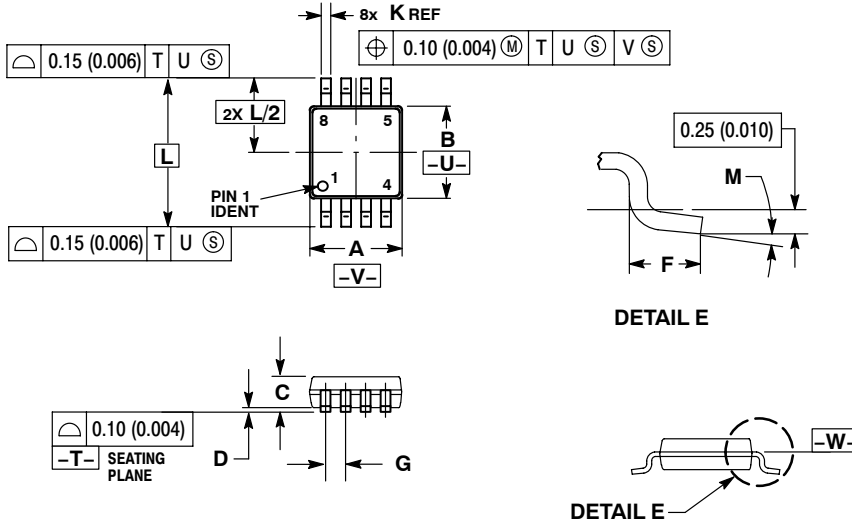 8x K REF
⌖ 0.10 (0.004) Ⓜ T U Ⓢ V Ⓢ
⌓ 0.15 (0.006) T U Ⓢ
2X L/2
8 5
B
-U-
L
PIN 1
IDENT
1 4
⌓ 0.15 (0.006) T U Ⓢ
A
-V-
0.25 (0.010)
M
F
DETAIL E
C
⌓ 0.10 (0.004)
-T- SEATING
PLANE
D
G
-W-
DETAIL E